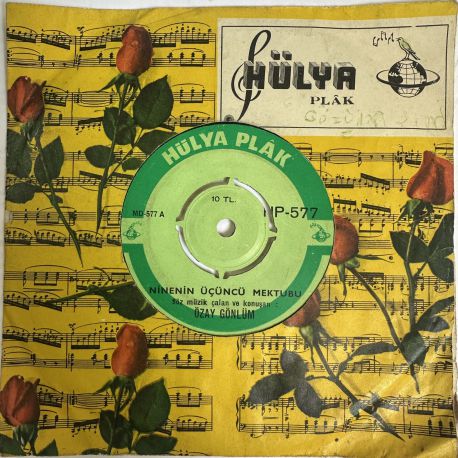 HÜLYA
PLÂK
HÜLYA PLÂK
10 TL.
MD-577 A
HP-577
NİNENİN ÜÇÜNCÜ MEKTUBU
söz müzik çalan ve konuşan :
ÖZAY GÖNLÜM